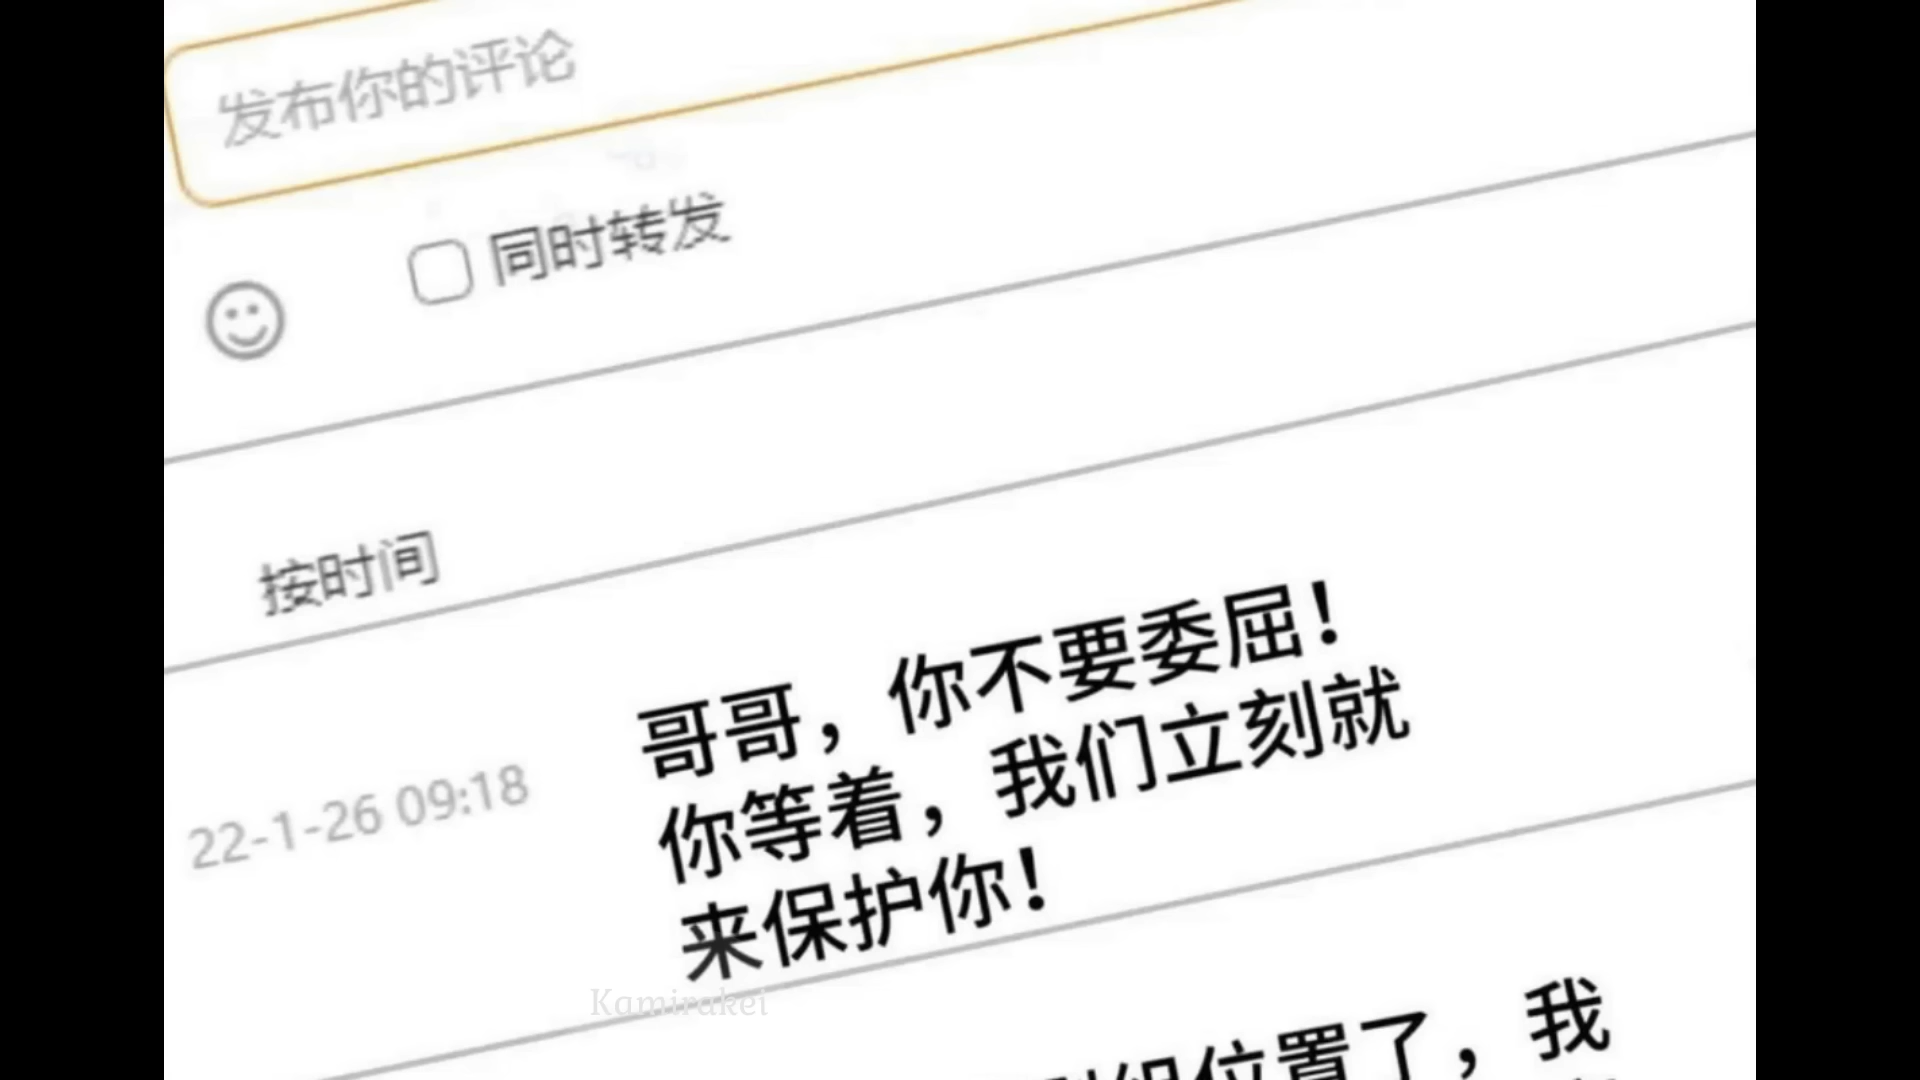 发布你的评论
同时转发
按时间
22-1-26 09:18
哥哥，你不要委屈！
你等着，我们立刻就
来保护你！
Kamirakei
组位置了，我